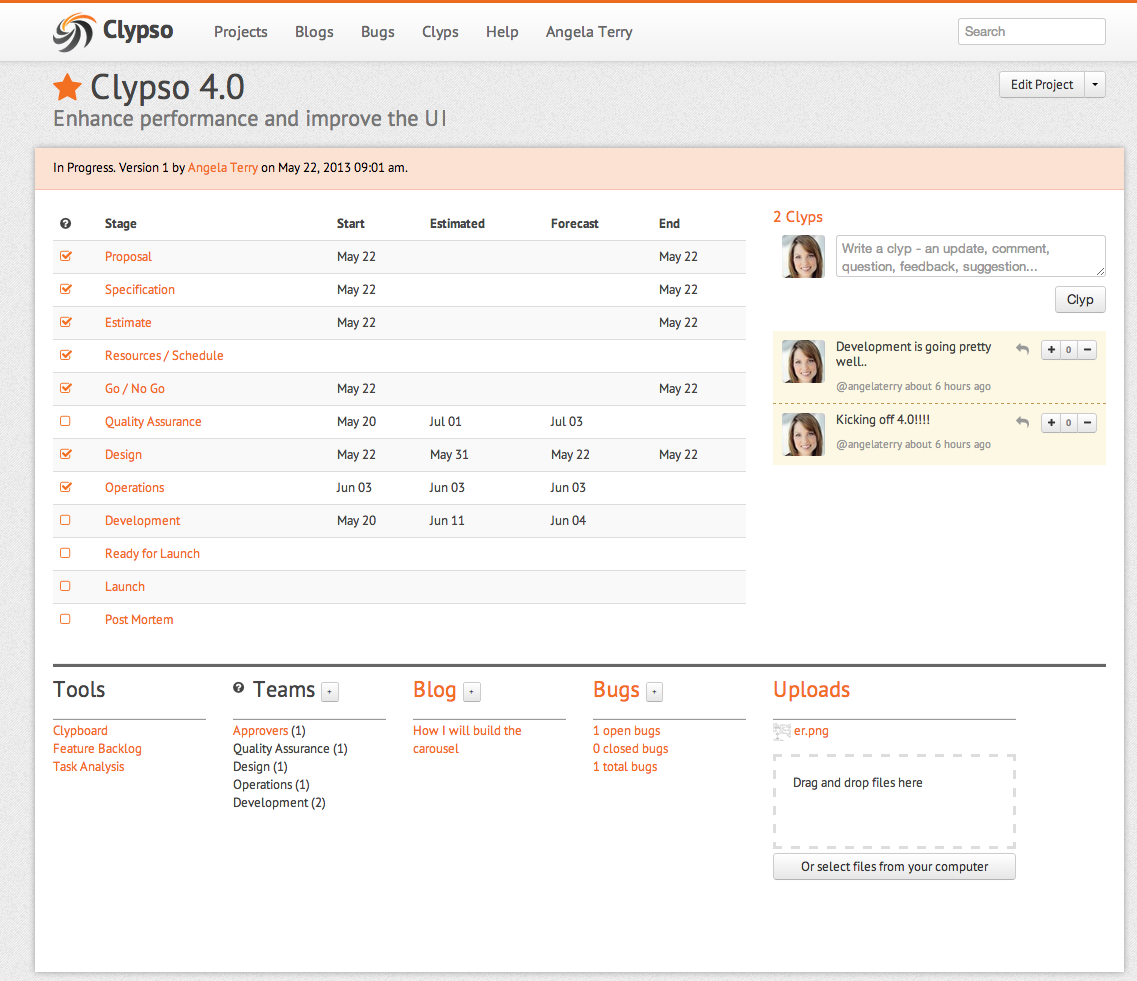 Clypso Projects Blogs Bugs Clyps Help Angela Terry Search
Clypso 4.0 Edit Project
Enhance performance and improve the UI
In Progress. Version 1 by Angela Terry on May 22, 2013 09:01 am.
? Stage Start Estimated Forecast End
Proposal May 22 May 22
Specification May 22 May 22
Estimate May 22 May 22
Resources / Schedule
Go / No Go May 22 May 22
Quality Assurance May 20 Jul 01 Jul 03
Design May 22 May 31 May 22 May 22
Operations Jun 03 Jun 03 Jun 03
Development May 20 Jun 11 Jun 04
Ready for Launch
Launch
Post Mortem
2 Clyps
Write a clyp - an update, comment,
question, feedback, suggestion...
Clyp
Development is going pretty + 0 −
well..
@angelaterry about 6 hours ago
Kicking off 4.0!!!! + 0 −
@angelaterry about 6 hours ago
Tools
Clypboard
Feature Backlog
Task Analysis
? Teams +
Approvers (1)
Quality Assurance (1)
Design (1)
Operations (1)
Development (2)
Blog +
How I will build the
carousel
Bugs +
1 open bugs
0 closed bugs
1 total bugs
Uploads
er.png
Drag and drop files here
Or select files from your computer